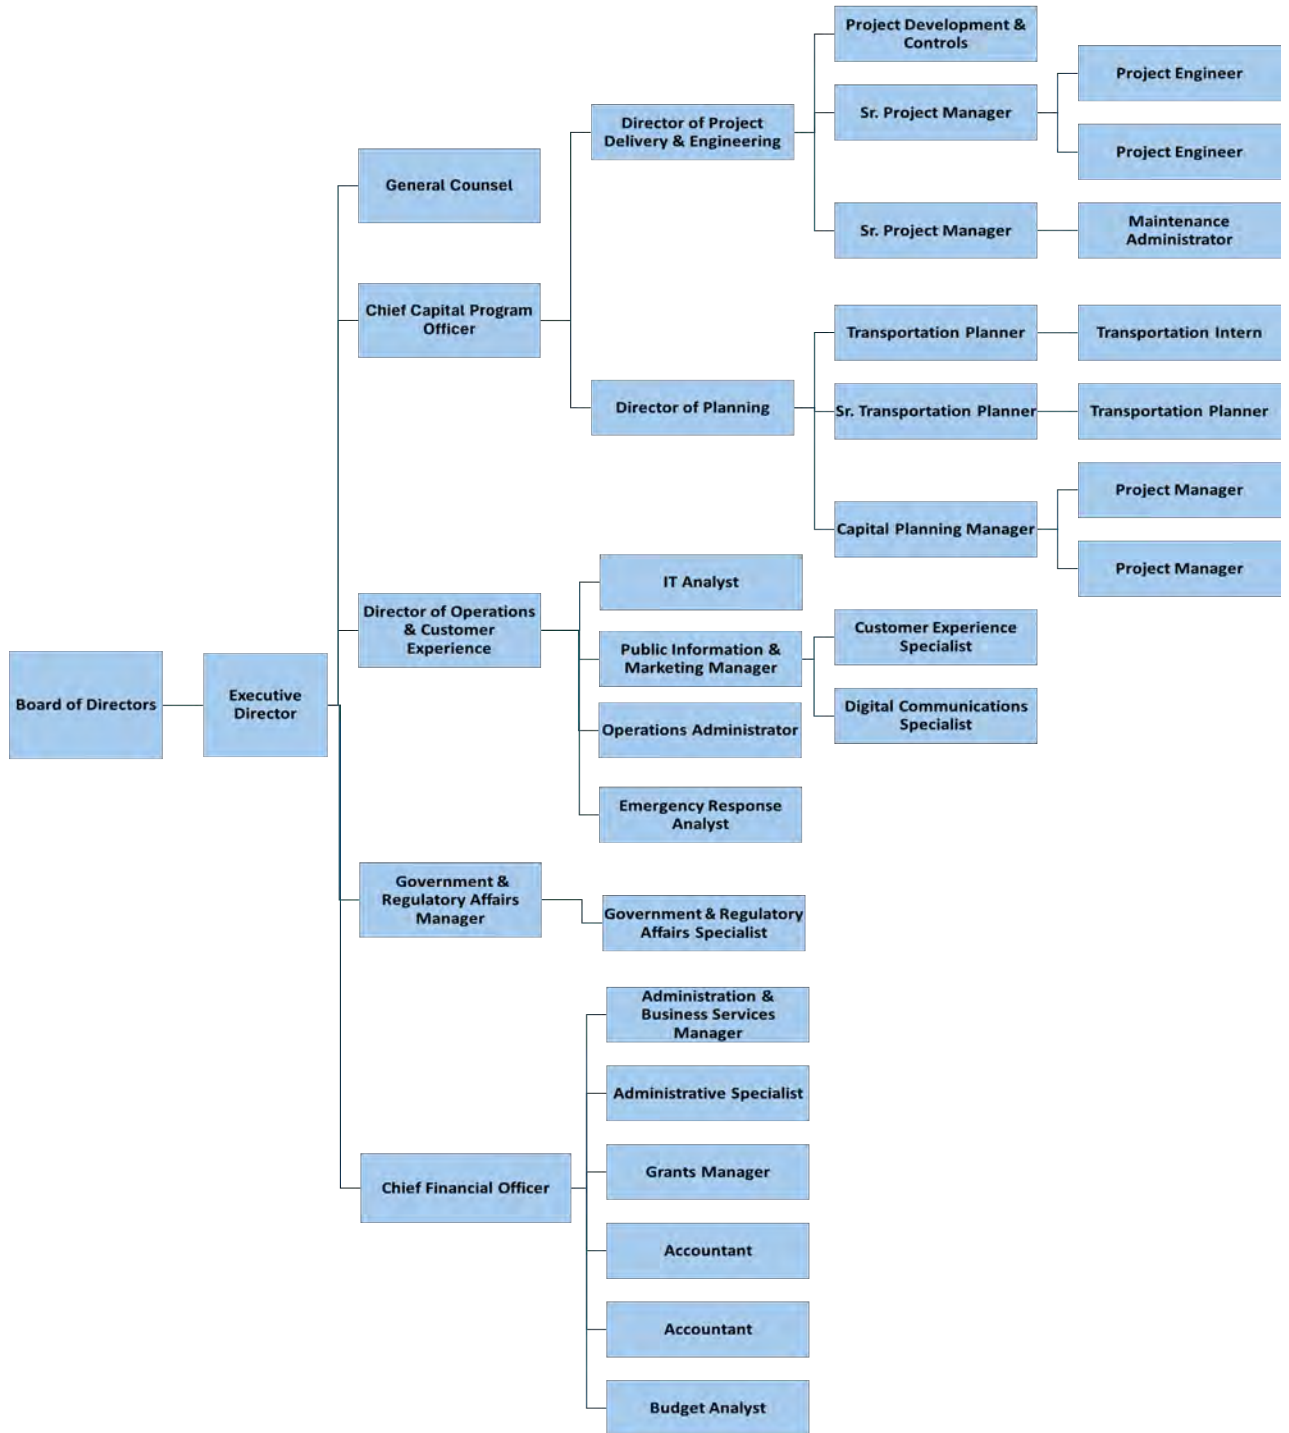 Board of Directors
Executive
Director
General Counsel
Chief Capital Program
Officer
Director of Project
Delivery & Engineering
Project Development &
Controls
Sr. Project Manager
Project Engineer
Project Engineer
Sr. Project Manager
Maintenance
Administrator
Director of Planning
Transportation Planner
Transportation Intern
Sr. Transportation Planner
Transportation Planner
Capital Planning Manager
Project Manager
Project Manager
Director of Operations
& Customer
Experience
IT Analyst
Public Information &
Marketing Manager
Customer Experience
Specialist
Digital Communications
Specialist
Operations Administrator
Emergency Response
Analyst
Government &
Regulatory Affairs
Manager
Government & Regulatory
Affairs Specialist
Chief Financial Officer
Administration &
Business Services
Manager
Administrative Specialist
Grants Manager
Accountant
Accountant
Budget Analyst